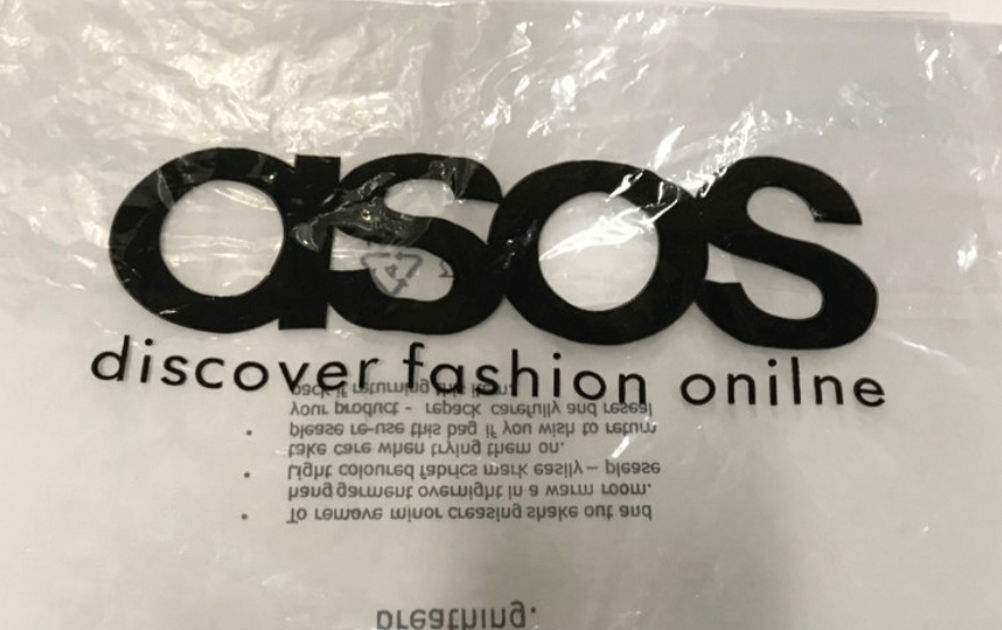 asos
discover fashion onilne
pack if returning this item.
your product - repack carefully and reseal
• please re-use this bag if you wish to return
take care when trying them on.
• Light coloured fabrics mark easily – please
hang garment overnight in a warm room.
• To remove minor creasing shake out and
breathing.